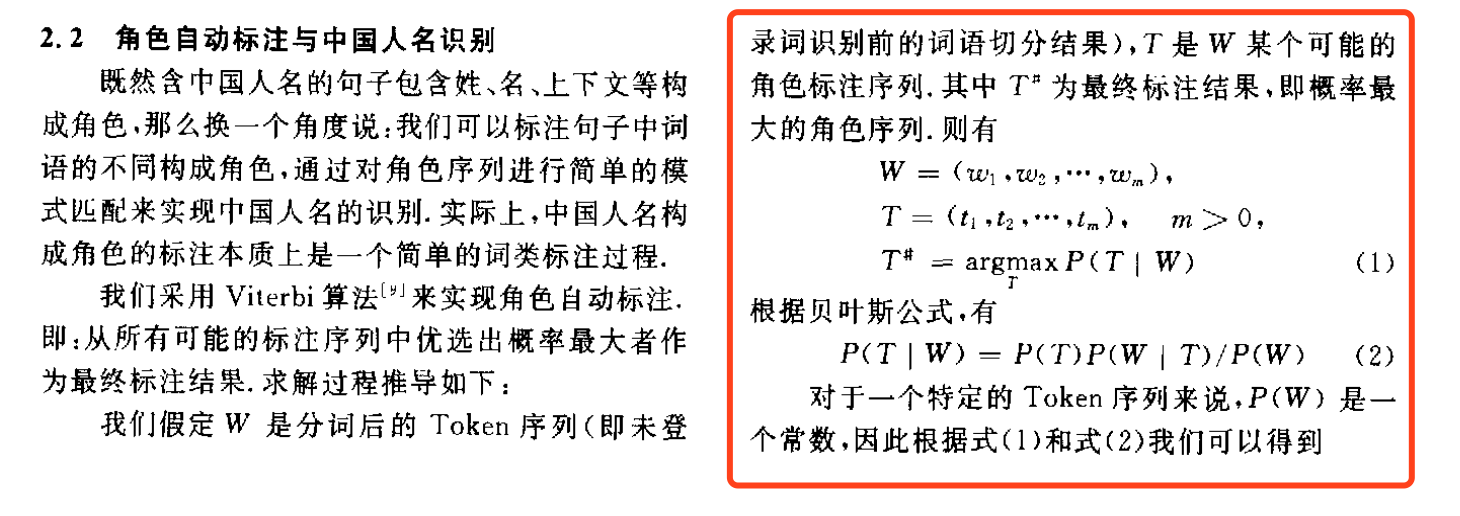 2.2 角色自动标注与中国人名识别
既然含中国人名的句子包含姓、名、上下文等构
成角色,那么换一个角度说:我们可以标注句子中词
语的不同构成角色,通过对角色序列进行简单的模
式匹配来实现中国人名的识别.实际上,中国人名构
成角色的标注本质上是一个简单的词类标注过程.
我们采用 Viterbi 算法[9]来实现角色自动标注.
即:从所有可能的标注序列中优选出概率最大者作
为最终标注结果.求解过程推导如下:
我们假定 W 是分词后的 Token 序列(即未登
录词识别前的词语切分结果),T 是 W 某个可能的
角色标注序列.其中 T# 为最终标注结果,即概率最
大的角色序列.则有
W = (w1,w2,…,wm),
T = (t1,t2,…,tm), m > 0,
T# = argmax P(T | W) (1)
T
根据贝叶斯公式,有
P(T | W) = P(T)P(W | T)/P(W) (2)
对于一个特定的 Token 序列来说,P(W) 是一
个常数,因此根据式(1)和式(2)我们可以得到